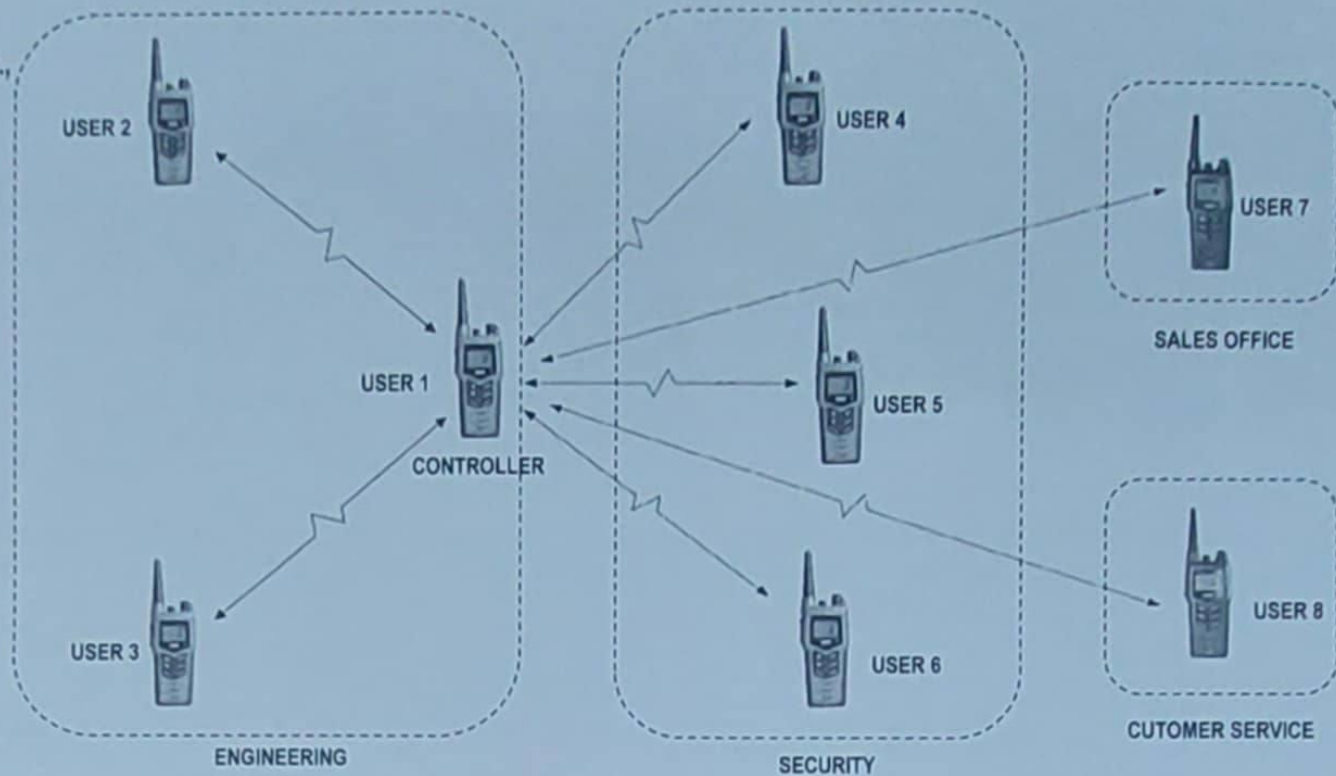 USER 2
USER 4
USER 7
SALES OFFICE
USER 1
USER 5
CONTROLLER
USER 3
USER 6
USER 8
CUTOMER SERVICE
ENGINEERING
SECURITY